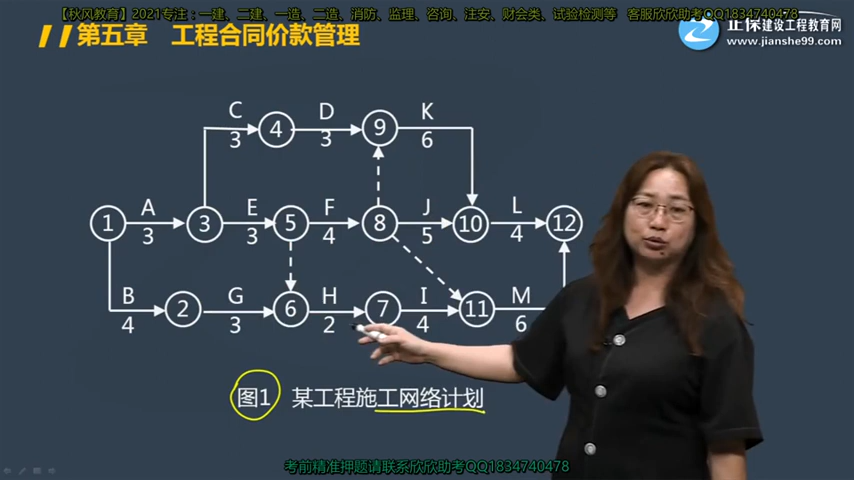 【秋风教育】2021专注：一建、二建、一造、二造、消防、监理、咨询、注安、财会类、试验检测等 客服欣欣助考QQ1834740478
第五章 工程合同价款管理
正保建设工程教育网
www.jianshe99.com
C D K
4 9
3 3 6
A E F J L
1 3 5 8 10 12
3 3 4 5 4
B G H I M
2 6 7 11
4 3 2 4 6
图1 某工程施工网络计划
考前精准押题请联系欣欣助考QQ1834740478